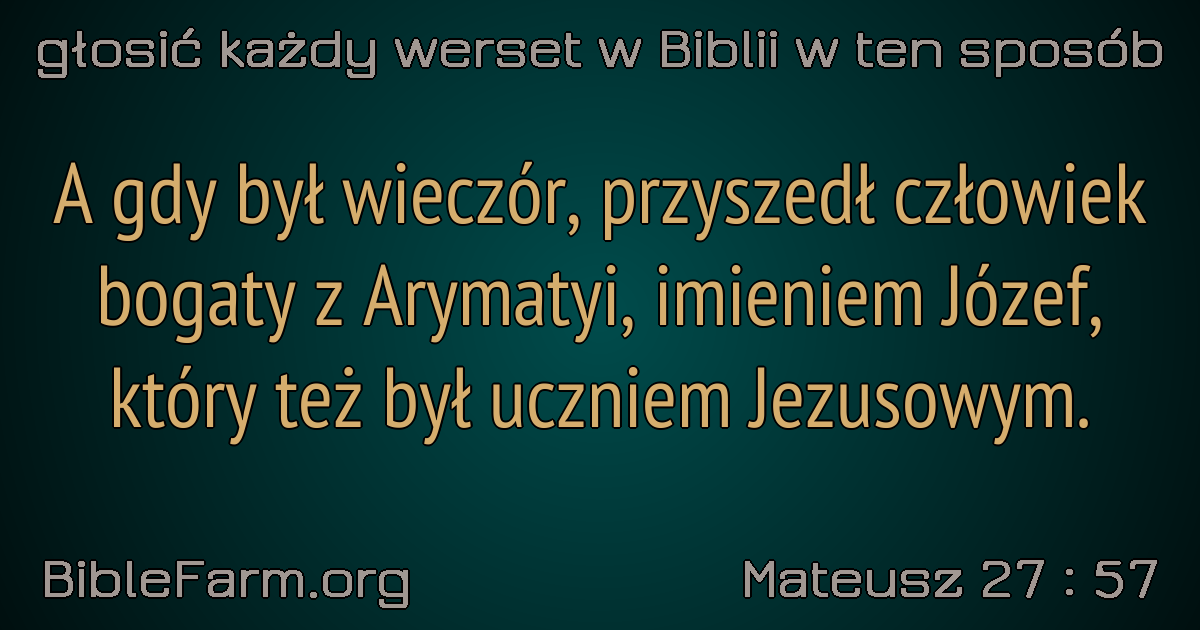 głosić każdy werset w Biblii w ten sposób
A gdy był wieczór, przyszedł człowiek
bogaty z Arymatyi, imieniem Józef,
który też był uczniem Jezusowym.
BibleFarm.org
Mateusz 27 : 57